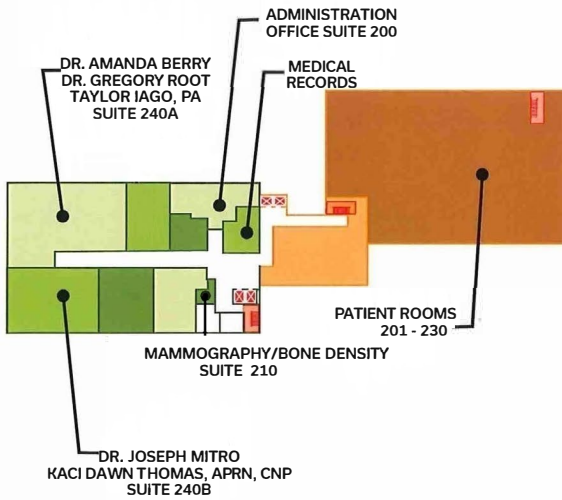 ADMINISTRATION
OFFICE SUITE 200
DR. AMANDA BERRY
DR. GREGORY ROOT
TAYLOR IAGO, PA
SUITE 240A
MEDICAL
RECORDS
PATIENT ROOMS
201 - 230
MAMMOGRAPHY/BONE DENSITY
SUITE 210
DR. JOSEPH MITRO
KACI DAWN THOMAS, APRN, CNP
SUITE 240B